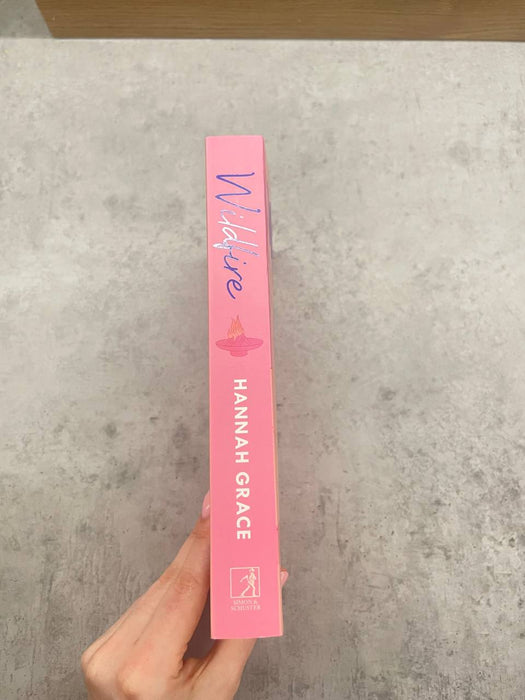 Wildfire
HANNAH GRACE
SIMON &
SCHUSTER